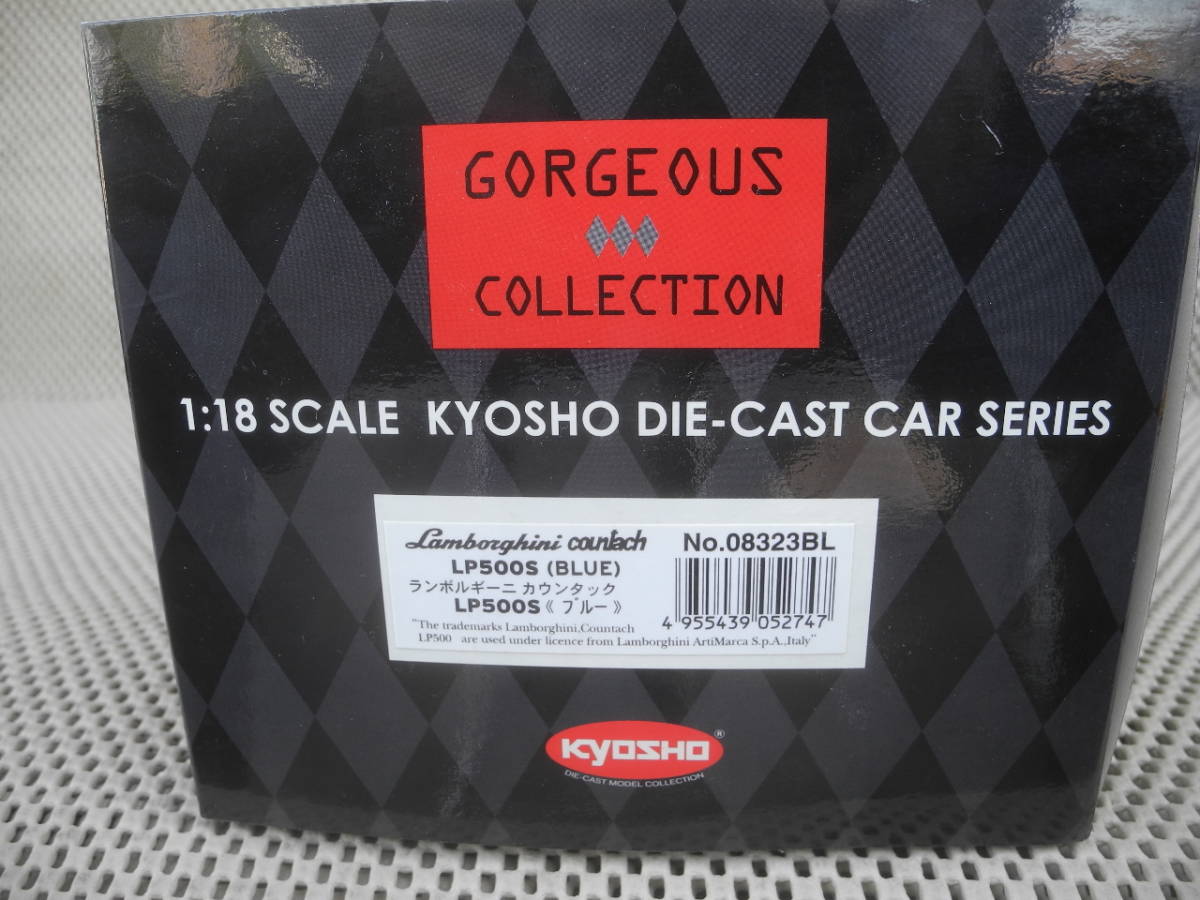 GORGEOUS
COLLECTION
1:18 SCALE KYOSHO DIE-CAST CAR SERIES
Lamborghini countach No.08323BL
LP500S (BLUE)
ランボルギーニ カウンタック
LP500S《 ブルー 》
4 955439 052747
"The trademarks Lamborghini,Countach
LP500 are used under licence from Lamborghini ArtiMarca S.p.A.,Italy"
KYOSHO ®
DIE-CAST MODEL COLLECTION